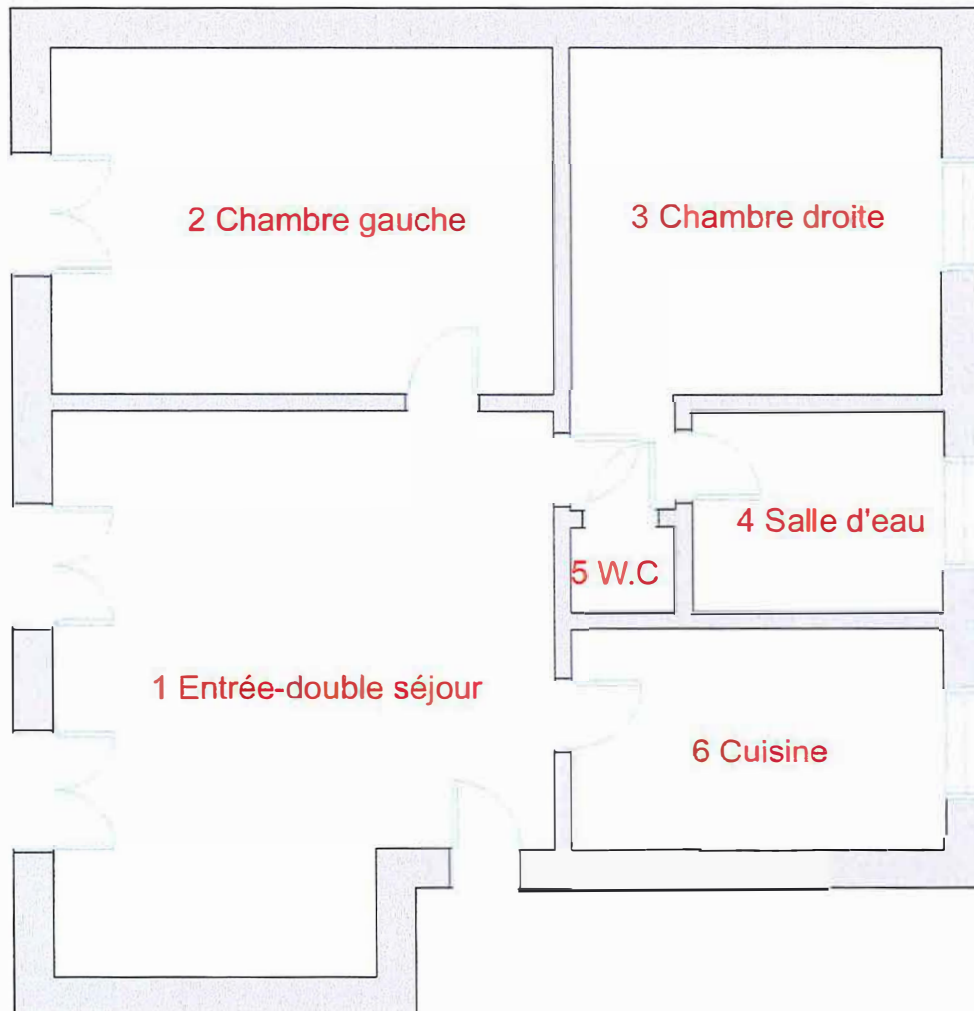 2 Chambre gauche
3 Chambre droite
4 Salle d'eau
5 W.C
1 Entrée-double séjour
6 Cuisine